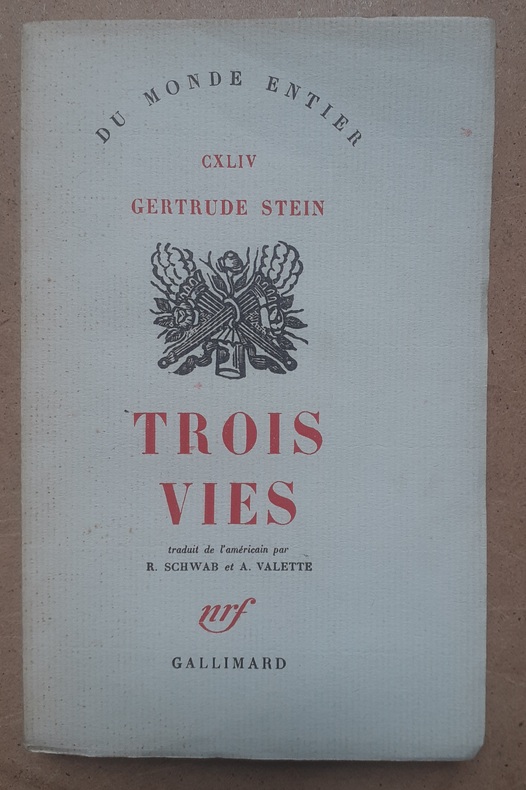 DU MONDE ENTIER
CXLIV
GERTRUDE STEIN
TROIS
VIES
traduit de l'américain par
R. SCHWAB et A. VALETTE
nrf
GALLIMARD